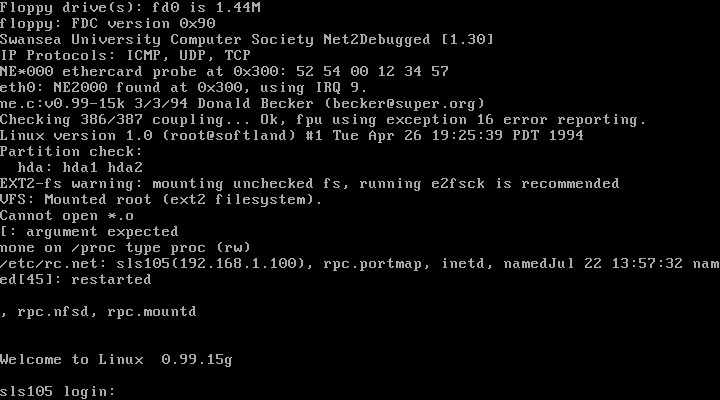 Floppy drive(s): fd0 is 1.44M
floppy: FDC version 0x90
Swansea University Computer Society Net2Debugged [1.30]
IP Protocols: ICMP, UDP, TCP
NE*000 ethercard probe at 0x300: 52 54 00 12 34 57
eth0: NE2000 found at 0x300, using IRQ 9.
ne.c:v0.99-15k 3/3/94 Donald Becker (becker@super.org)
Checking 386/387 coupling... Ok, fpu using exception 16 error reporting.
Linux version 1.0 (root@softland) #1 Tue Apr 26 19:25:39 PDT 1994
Partition check:
  hda: hda1 hda2
EXT2-fs warning: mounting unchecked fs, running e2fsck is recommended
VFS: Mounted root (ext2 filesystem).
Cannot open *.o
[: argument expected
none on /proc type proc (rw)
/etc/rc.net: sls105(192.168.1.100), rpc.portmap, inetd, namedJul 22 13:57:32 nam
ed[45]: restarted
, rpc.nfsd, rpc.mountd
Welcome to Linux  0.99.15g
sls105 login: